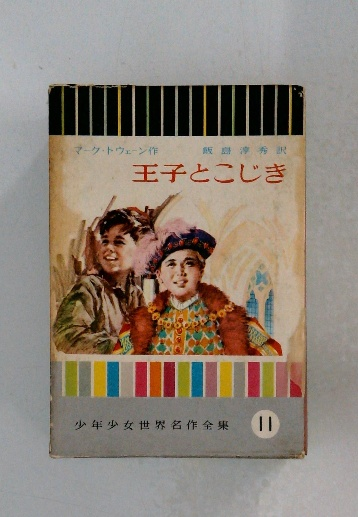 マーク・トウェーン作 飯島淳秀訳
王子とこじき
少年少女世界名作全集 11